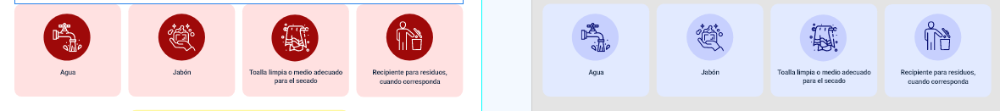 Agua
Jabón
Toalla limpia o medio adecuado
para el secado
Recipiente para residuos,
cuando corresponda
Agua
Jabón
Toalla limpia o medio adecuado
para el secado
Recipiente para residuos,
cuando corresponda